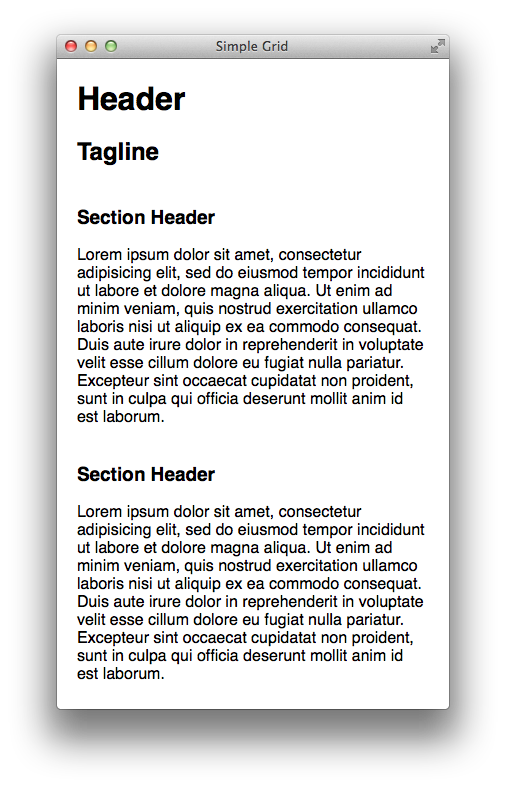 Simple Grid
Header
Tagline
Section Header
Lorem ipsum dolor sit amet, consectetur
adipisicing elit, sed do eiusmod tempor incididunt
ut labore et dolore magna aliqua. Ut enim ad
minim veniam, quis nostrud exercitation ullamco
laboris nisi ut aliquip ex ea commodo consequat.
Duis aute irure dolor in reprehenderit in voluptate
velit esse cillum dolore eu fugiat nulla pariatur.
Excepteur sint occaecat cupidatat non proident,
sunt in culpa qui officia deserunt mollit anim id
est laborum.
Section Header
Lorem ipsum dolor sit amet, consectetur
adipisicing elit, sed do eiusmod tempor incididunt
ut labore et dolore magna aliqua. Ut enim ad
minim veniam, quis nostrud exercitation ullamco
laboris nisi ut aliquip ex ea commodo consequat.
Duis aute irure dolor in reprehenderit in voluptate
velit esse cillum dolore eu fugiat nulla pariatur.
Excepteur sint occaecat cupidatat non proident,
sunt in culpa qui officia deserunt mollit anim id
est laborum.